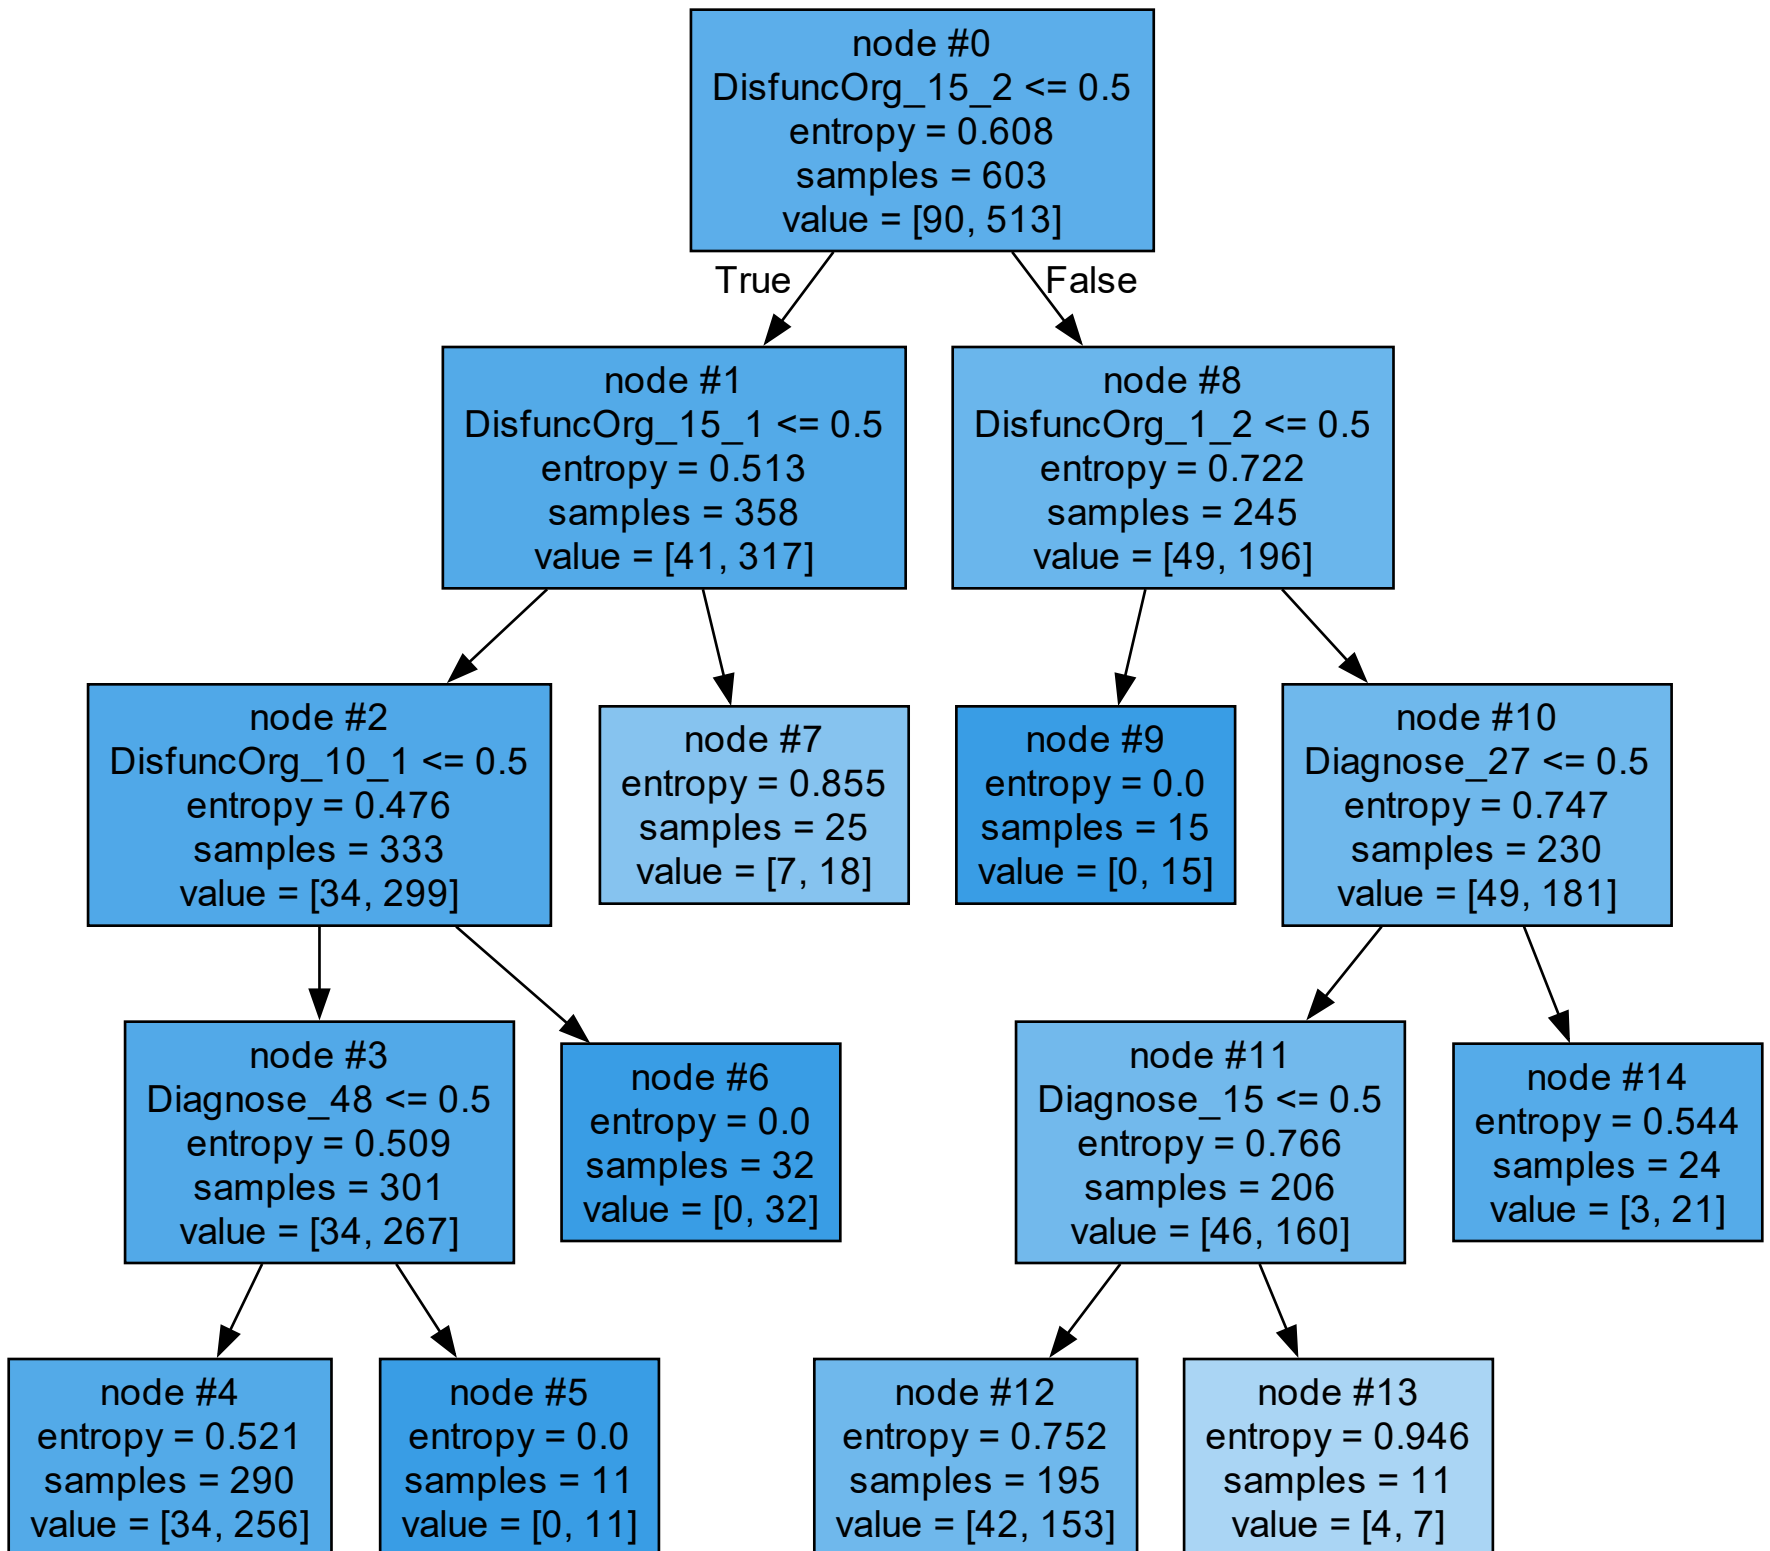 node #0
DisfuncOrg_15_2 <= 0.5
entropy = 0.608
samples = 603
value = [90, 513]
True
False
node #1
DisfuncOrg_15_1 <= 0.5
entropy = 0.513
samples = 358
value = [41, 317]
node #8
DisfuncOrg_1_2 <= 0.5
entropy = 0.722
samples = 245
value = [49, 196]
node #2
DisfuncOrg_10_1 <= 0.5
entropy = 0.476
samples = 333
value = [34, 299]
node #7
entropy = 0.855
samples = 25
value = [7, 18]
node #9
entropy = 0.0
samples = 15
value = [0, 15]
node #10
Diagnose_27 <= 0.5
entropy = 0.747
samples = 230
value = [49, 181]
node #3
Diagnose_48 <= 0.5
entropy = 0.509
samples = 301
value = [34, 267]
node #6
entropy = 0.0
samples = 32
value = [0, 32]
node #11
Diagnose_15 <= 0.5
entropy = 0.766
samples = 206
value = [46, 160]
node #14
entropy = 0.544
samples = 24
value = [3, 21]
node #4
entropy = 0.521
samples = 290
value = [34, 256]
node #5
entropy = 0.0
samples = 11
value = [0, 11]
node #12
entropy = 0.752
samples = 195
value = [42, 153]
node #13
entropy = 0.946
samples = 11
value = [4, 7]